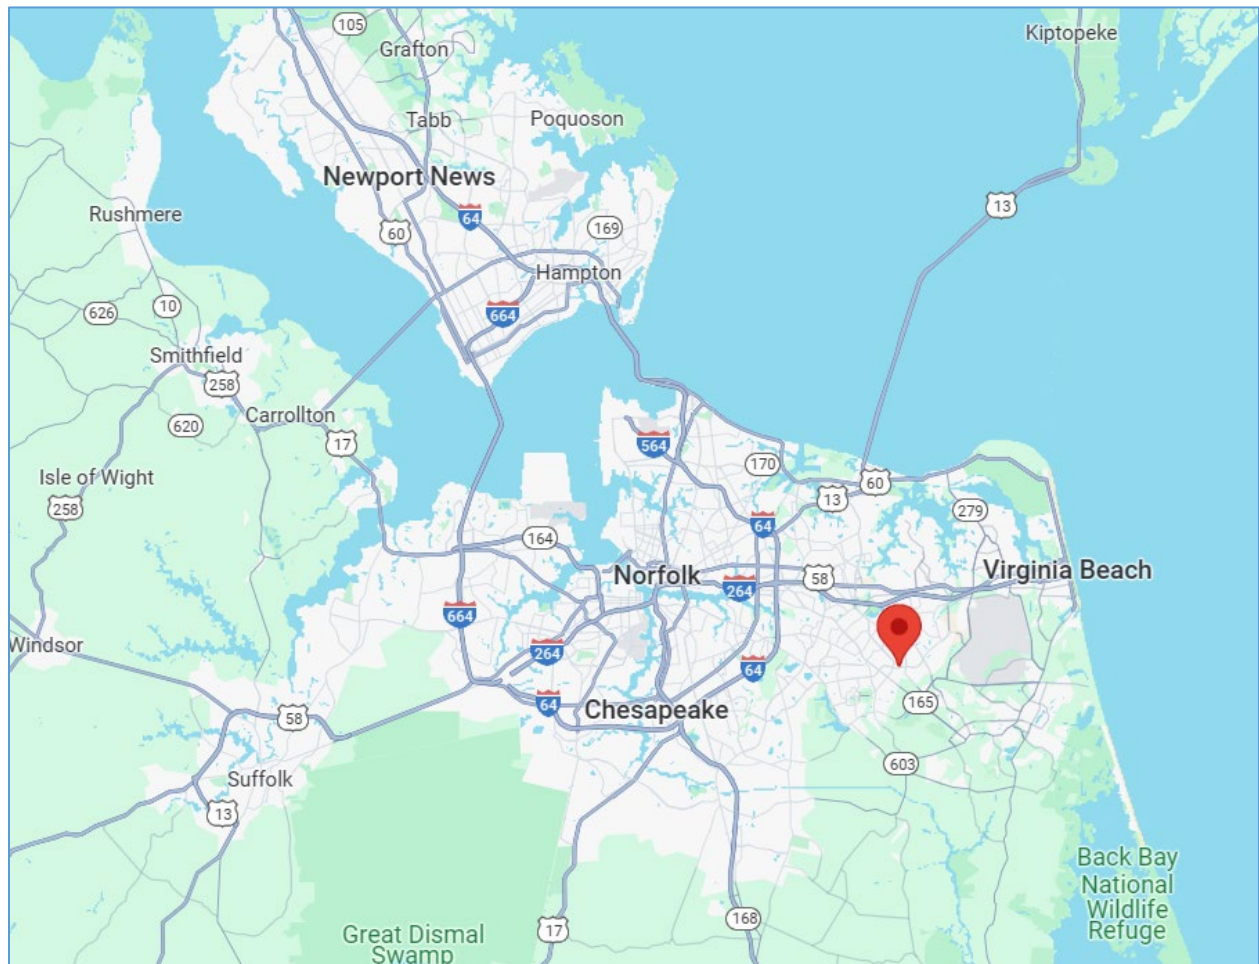 105
Grafton
Kiptopeke
Tabb
Poquoson
Newport News
64
13
Rushmere
60
169
Hampton
10
626
664
Smithfield
258
Carrollton
620
17
564
170
Isle of Wight
60
13
258
279
64
164
Norfolk
58
Virginia Beach
264
664
Windsor
264
64
64
165
Chesapeake
58
603
Suffolk
13
Back Bay
National
Wildlife
Refuge
168
17
Great Dismal
Swamp